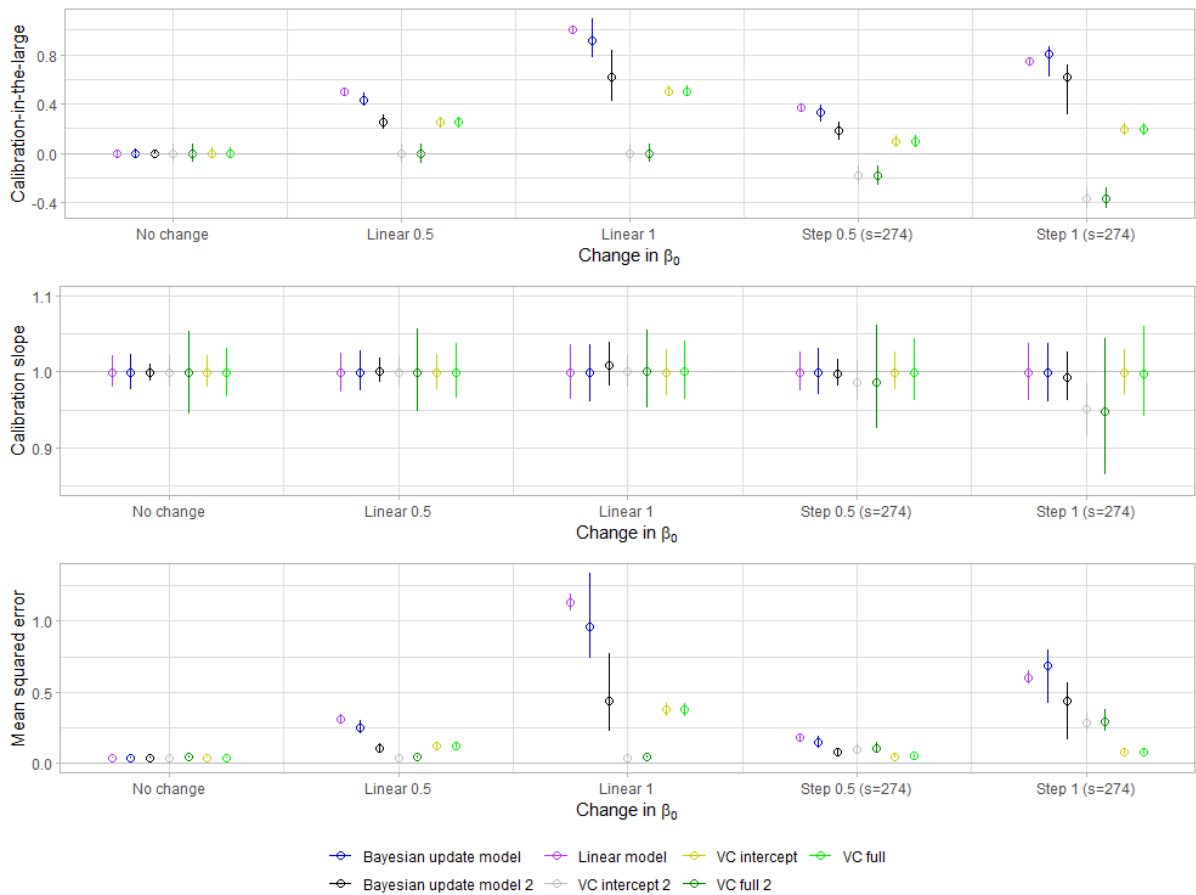 Calibration-in-the-large
0.8
0.4
0.0
-0.4
No change Linear 0.5 Linear 1 Step 0.5 (s=274) Step 1 (s=274)
Change in β₀
Calibration slope
1.1
1.0
0.9
No change Linear 0.5 Linear 1 Step 0.5 (s=274) Step 1 (s=274)
Change in β₀
Mean squared error
1.0
0.5
0.0
No change Linear 0.5 Linear 1 Step 0.5 (s=274) Step 1 (s=274)
Change in β₀
Bayesian update model Linear model VC intercept VC full
Bayesian update model 2 VC intercept 2 VC full 2